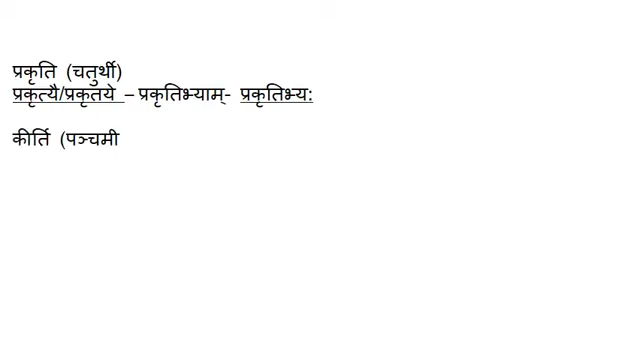 प्रकृति (चतुर्थी)
प्रकृत्यै/प्रकृतये – प्रकृतिभ्याम्- प्रकृतिभ्य:
कीर्ति (पञ्चमी